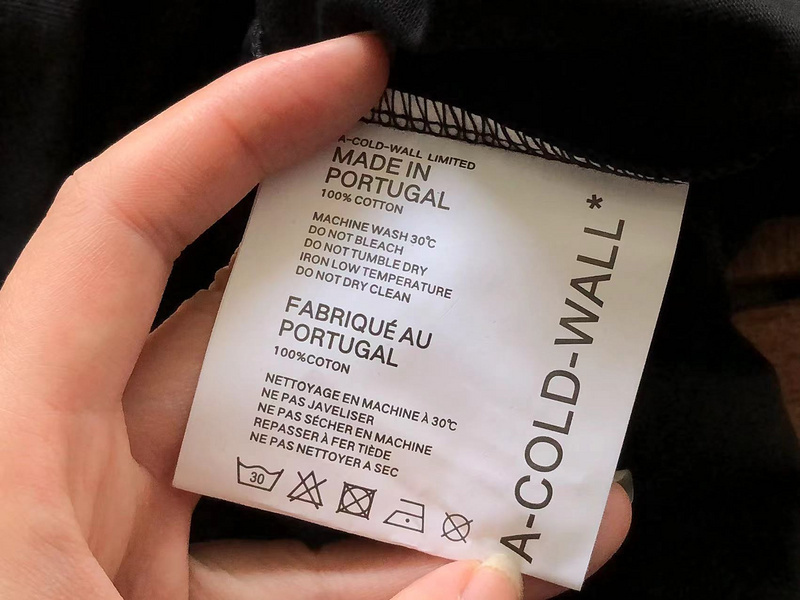 A-COLD-WALL LIMITED
MADE IN
PORTUGAL
100% COTTON
MACHINE WASH 30℃
DO NOT BLEACH
DO NOT TUMBLE DRY
IRON LOW TEMPERATURE
DO NOT DRY CLEAN
FABRIQUÉ AU
PORTUGAL
100%COTON
NETTOYAGE EN MACHINE À 30℃
NE PAS JAVELISER
NE PAS SÉCHER EN MACHINE
REPASSER À FER TIÈDE
NE PAS NETTOYER A SEC
30
A-COLD-WALL*